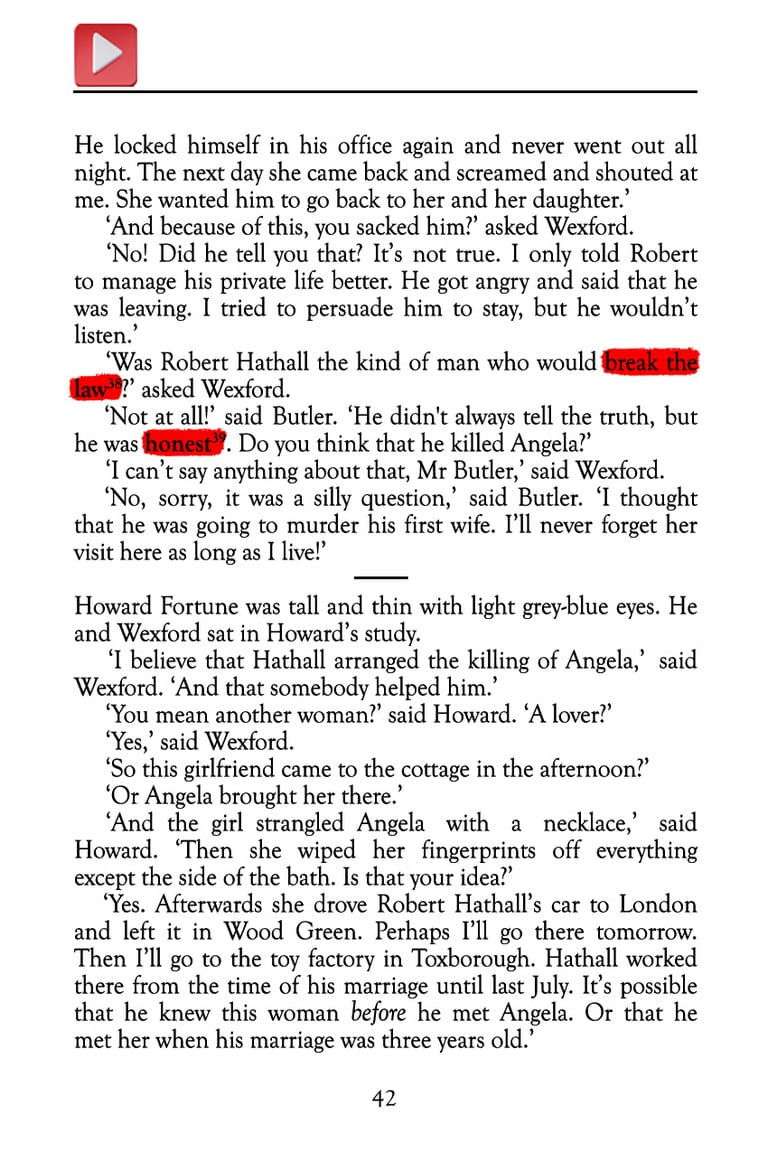 He locked himself in his office again and never went out all
night. The next day she came back and screamed and shouted at
me. She wanted him to go back to her and her daughter.’
‘And because of this, you sacked him?’ asked Wexford.
‘No! Did he tell you that? It’s not true. I only told Robert
to manage his private life better. He got angry and said that he
was leaving. I tried to persuade him to stay, but he wouldn’t
listen.’
‘Was Robert Hathall the kind of man who would break the
law³⁸?’ asked Wexford.
‘Not at all!’ said Butler. ‘He didn't always tell the truth, but
he was honest³⁹. Do you think that he killed Angela?’
‘I can’t say anything about that, Mr Butler,’ said Wexford.
‘No, sorry, it was a silly question,’ said Butler. ‘I thought
that he was going to murder his first wife. I’ll never forget her
visit here as long as I live!’
Howard Fortune was tall and thin with light grey-blue eyes. He
and Wexford sat in Howard’s study.
‘I believe that Hathall arranged the killing of Angela,’ said
Wexford. ‘And that somebody helped him.’
‘You mean another woman?’ said Howard. ‘A lover?’
‘Yes,’ said Wexford.
‘So this girlfriend came to the cottage in the afternoon?’
‘Or Angela brought her there.’
‘And the girl strangled Angela with a necklace,’ said
Howard. ‘Then she wiped her fingerprints off everything
except the side of the bath. Is that your idea?’
‘Yes. Afterwards she drove Robert Hathall’s car to London
and left it in Wood Green. Perhaps I’ll go there tomorrow.
Then I’ll go to the toy factory in Toxborough. Hathall worked
there from the time of his marriage until last July. It’s possible
that he knew this woman before he met Angela. Or that he
met her when his marriage was three years old.’
42